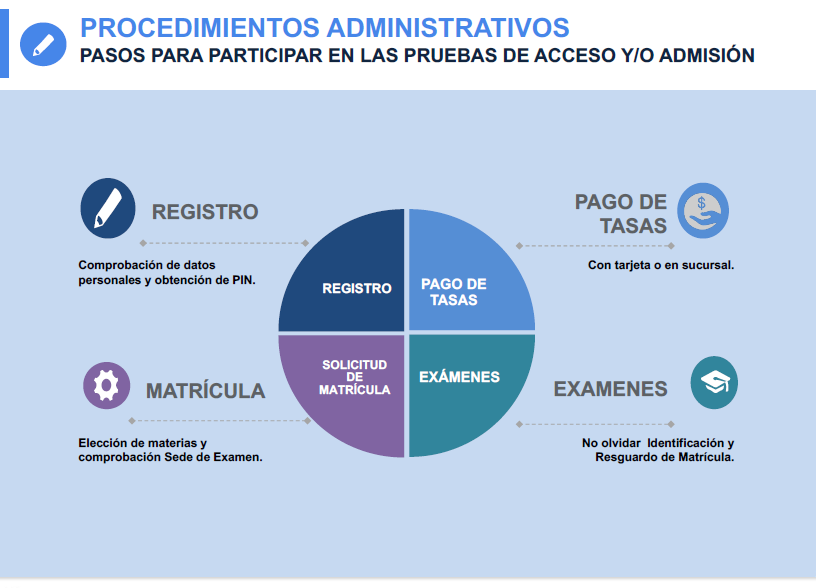 PROCEDIMIENTOS ADMINISTRATIVOS
PASOS PARA PARTICIPAR EN LAS PRUEBAS DE ACCESO Y/O ADMISIÓN
REGISTRO
Comprobación de datos
personales y obtención de PIN.
PAGO DE
TASAS
$
Con tarjeta o en sucursal.
REGISTRO
PAGO DE
TASAS
SOLICITUD
DE
MATRÍCULA
EXÁMENES
MATRÍCULA
Elección de materias y
comprobación Sede de Examen.
EXAMENES
No olvidar  Identificación y
Resguardo de Matrícula.